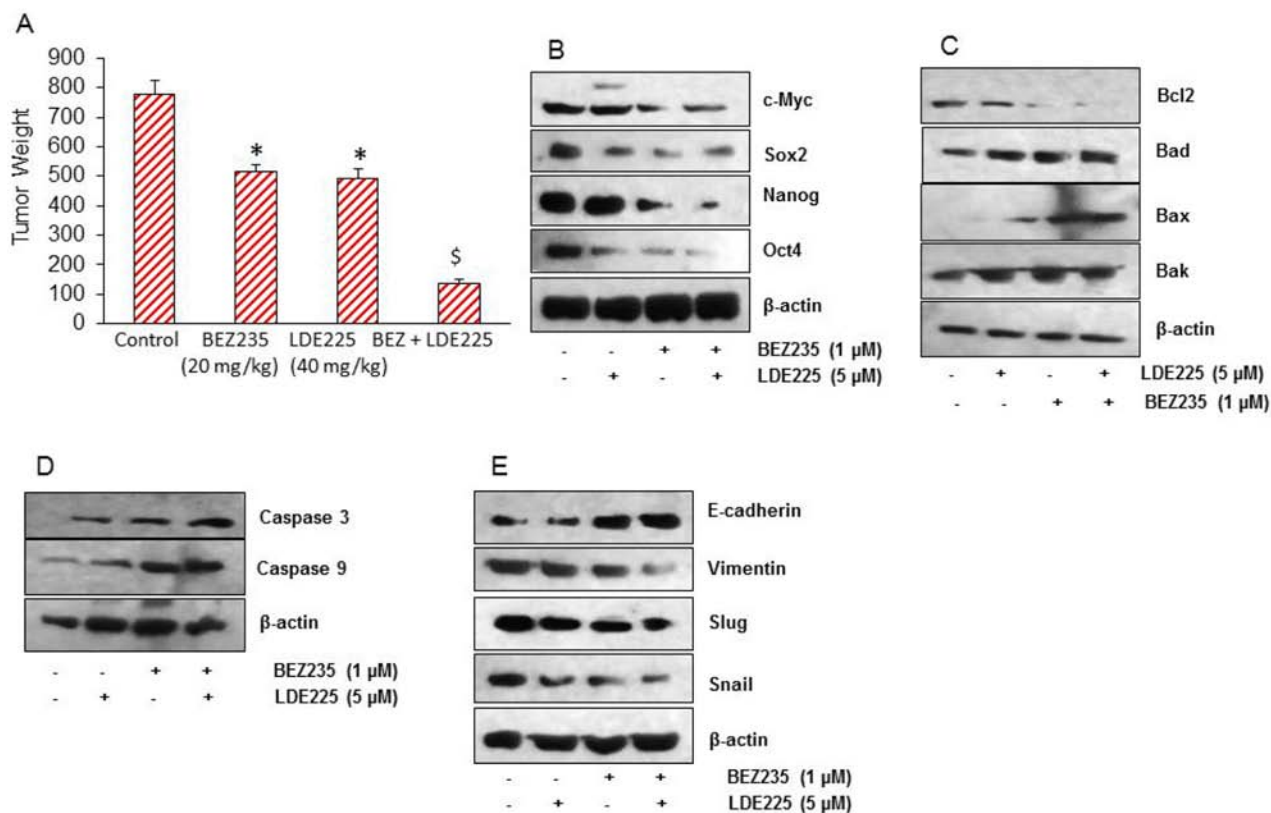 A
Tumor Weight
900
800
700
600
500
400
300
200
100
0
*
*
$
Control BEZ235 LDE225 BEZ + LDE225
(20 mg/kg) (40 mg/kg)
B
c-Myc
Sox2
Nanog
Oct4
β-actin
- - + + BEZ235 (1 µM)
- + - + LDE225 (5 µM)
C
Bcl2
Bad
Bax
Bak
β-actin
- + - + LDE225 (5 µM)
- - + + BEZ235 (1 µM)
D
Caspase 3
Caspase 9
β-actin
- - + + BEZ235 (1 µM)
- + - + LDE225 (5 µM)
E
E-cadherin
Vimentin
Slug
Snail
β-actin
- - + + BEZ235 (1 µM)
- + - + LDE225 (5 µM)